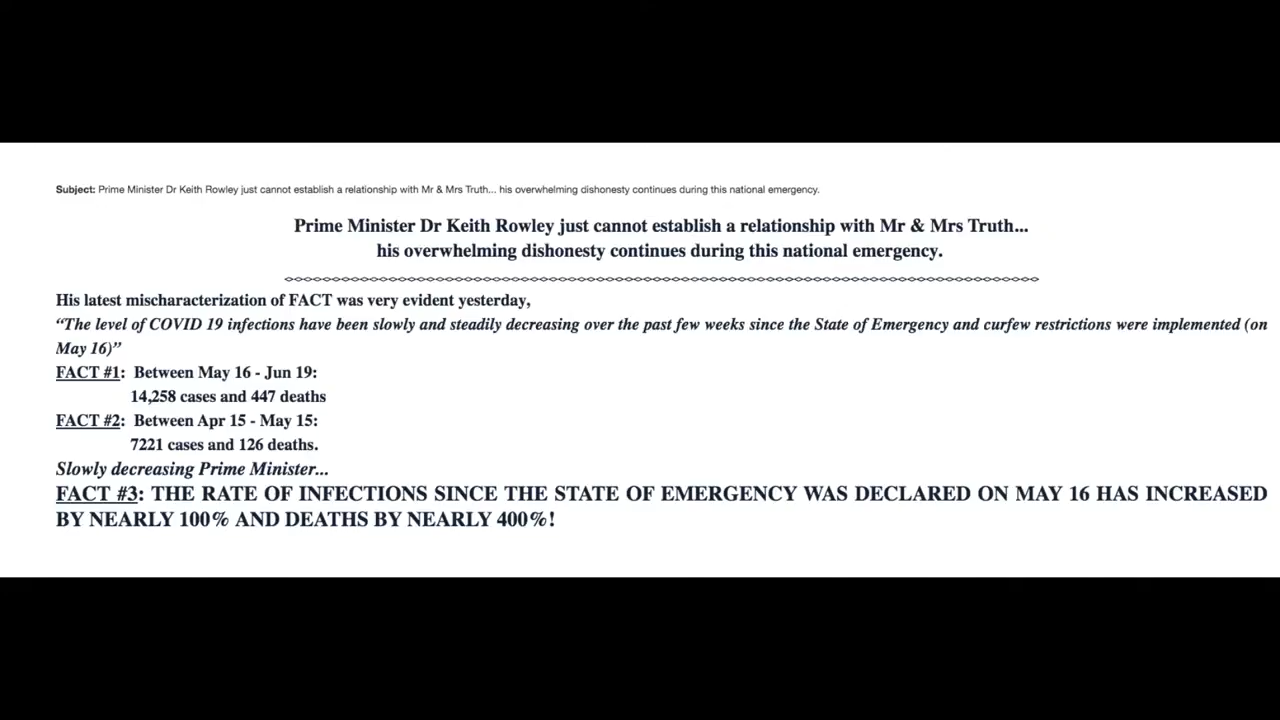 Subject: Prime Minister Dr Keith Rowley just cannot establish a relationship with Mr & Mrs Truth... his overwhelming dishonesty continues during this national emergency.
Prime Minister Dr Keith Rowley just cannot establish a relationship with Mr & Mrs Truth...
his overwhelming dishonesty continues during this national emergency.
His latest mischaracterization of FACT was very evident yesterday,
“The level of COVID 19 infections have been slowly and steadily decreasing over the past few weeks since the State of Emergency and curfew restrictions were implemented (on
May 16)”
FACT #1: Between May 16 - Jun 19:
14,258 cases and 447 deaths
FACT #2: Between Apr 15 - May 15:
7221 cases and 126 deaths.
Slowly decreasing Prime Minister...
FACT #3: THE RATE OF INFECTIONS SINCE THE STATE OF EMERGENCY WAS DECLARED ON MAY 16 HAS INCREASED
BY NEARLY 100% AND DEATHS BY NEARLY 400%!